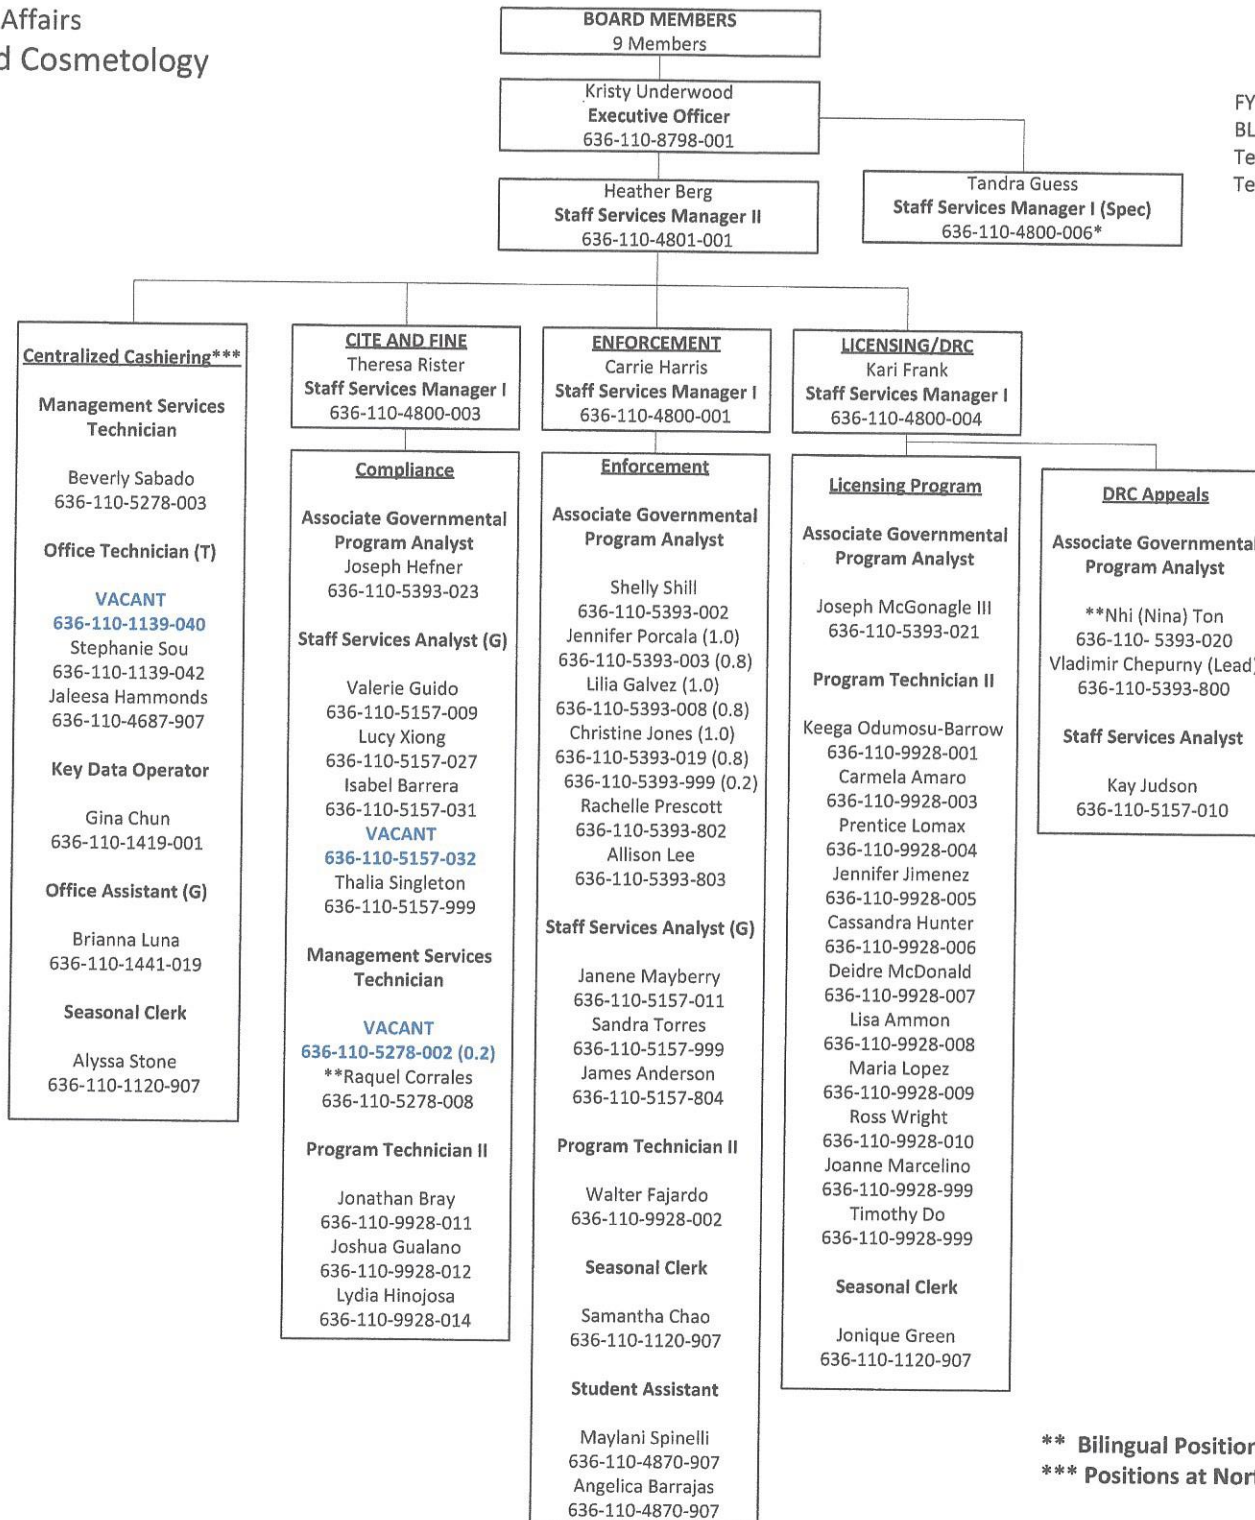 Affairs
d Cosmetology
BOARD MEMBERS
9 Members
Kristy Underwood
Executive Officer
636-110-8798-001
FY
BL
Te
Te
Heather Berg
Staff Services Manager II
636-110-4801-001
Tandra Guess
Staff Services Manager I (Spec)
636-110-4800-006*
Centralized Cashiering***
Management Services
Technician
Beverly Sabado
636-110-5278-003
Office Technician (T)
VACANT
636-110-1139-040
Stephanie Sou
636-110-1139-042
Jaleesa Hammonds
636-110-4687-907
Key Data Operator
Gina Chun
636-110-1419-001
Office Assistant (G)
Brianna Luna
636-110-1441-019
Seasonal Clerk
Alyssa Stone
636-110-1120-907
CITE AND FINE
Theresa Rister
Staff Services Manager I
636-110-4800-003
Compliance
Associate Governmental
Program Analyst
Joseph Hefner
636-110-5393-023
Staff Services Analyst (G)
Valerie Guido
636-110-5157-009
Lucy Xiong
636-110-5157-027
Isabel Barrera
636-110-5157-031
VACANT
636-110-5157-032
Thalia Singleton
636-110-5157-999
Management Services
Technician
VACANT
636-110-5278-002 (0.2)
**Raquel Corrales
636-110-5278-008
Program Technician II
Jonathan Bray
636-110-9928-011
Joshua Gualano
636-110-9928-012
Lydia Hinojosa
636-110-9928-014
ENFORCEMENT
Carrie Harris
Staff Services Manager I
636-110-4800-001
Enforcement
Associate Governmental
Program Analyst
Shelly Shill
636-110-5393-002
Jennifer Porcala (1.0)
636-110-5393-003 (0.8)
Lilia Galvez (1.0)
636-110-5393-008 (0.8)
Christine Jones (1.0)
636-110-5393-019 (0.8)
636-110-5393-999 (0.2)
Rachelle Prescott
636-110-5393-802
Allison Lee
636-110-5393-803
Staff Services Analyst (G)
Janene Mayberry
636-110-5157-011
Sandra Torres
636-110-5157-999
James Anderson
636-110-5157-804
Program Technician II
Walter Fajardo
636-110-9928-002
Seasonal Clerk
Samantha Chao
636-110-1120-907
Student Assistant
Maylani Spinelli
636-110-4870-907
Angelica Barrajas
636-110-4870-907
LICENSING/DRC
Kari Frank
Staff Services Manager I
636-110-4800-004
Licensing Program
Associate Governmental
Program Analyst
Joseph McGonagle III
636-110-5393-021
Program Technician II
Keega Odumosu-Barrow
636-110-9928-001
Carmela Amaro
636-110-9928-003
Prentice Lomax
636-110-9928-004
Jennifer Jimenez
636-110-9928-005
Cassandra Hunter
636-110-9928-006
Deidre McDonald
636-110-9928-007
Lisa Ammon
636-110-9928-008
Maria Lopez
636-110-9928-009
Ross Wright
636-110-9928-010
Joanne Marcelino
636-110-9928-999
Timothy Do
636-110-9928-999
Seasonal Clerk
Jonique Green
636-110-1120-907
DRC Appeals
Associate Governmental
Program Analyst
**Nhi (Nina) Ton
636-110- 5393-020
Vladimir Chepurny (Lead)
636-110-5393-800
Staff Services Analyst
Kay Judson
636-110-5157-010
** Bilingual Position
*** Positions at Nort